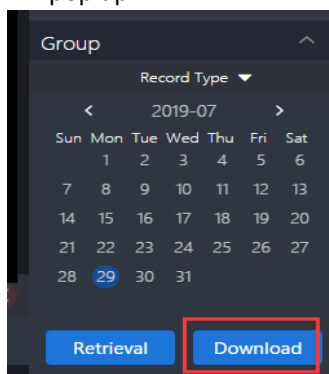 Group
Record Type
< 2019-07 >
Sun Mon Tue Wed Thu Fri Sat
1 2 3 4 5 6
7 8 9 10 11 12 13
14 15 16 17 18 19 20
21 22 23 24 25 26 27
28 29 30 31
Retrieval Download